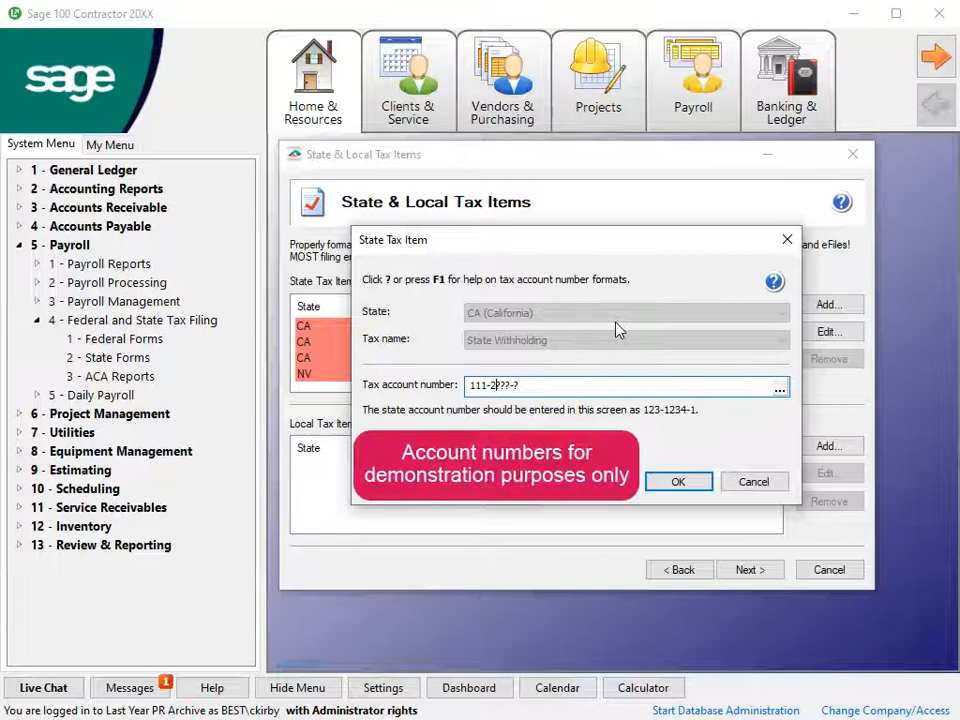 Sage 100 Contractor 20XX
sage
Home & Resources
Clients & Service
Vendors & Purchasing
Projects
Payroll
Banking & Ledger
System Menu
My Menu
1 - General Ledger
2 - Accounting Reports
3 - Accounts Receivable
4 - Accounts Payable
5 - Payroll
1 - Payroll Reports
2 - Payroll Processing
3 - Payroll Management
4 - Federal and State Tax Filing
1 - Federal Forms
2 - State Forms
3 - ACA Reports
5 - Daily Payroll
6 - Project Management
7 - Utilities
8 - Equipment Management
9 - Estimating
10 - Scheduling
11 - Service Receivables
12 - Inventory
13 - Review & Reporting
State & Local Tax Items
State & Local Tax Items
Properly forma
and eFiles!
MOST filing er
State Tax Item
State
CA
CA
CA
NV
Add...
Edit...
Remove
Local Tax Iten
State
Add...
Edit...
Remove
< Back
Next >
Cancel
State Tax Item
Click ? or press F1 for help on tax account number formats.
State:
CA (California)
Tax name:
State Withholding
Tax account number:
111-2???-?
...
The state account number should be entered in this screen as 123-1234-1.
Account numbers for
demonstration purposes only
OK
Cancel
Live Chat
Messages
1
Help
Hide Menu
Settings
Dashboard
Calendar
Calculator
You are logged in to Last Year PR Archive as BEST\ckirby with Administrator rights
Start Database Administration
Change Company/Access